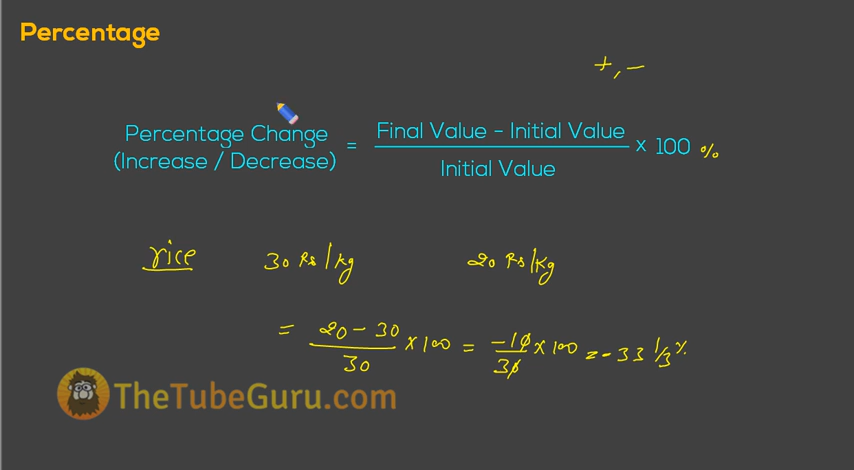 Percentage
+, −
Percentage Change (Increase / Decrease) = Final Value - Initial Value / Initial Value x 100 %
rice 30 Rs/kg 20 Rs/kg
= 20 − 30 / 30 × 100 = −10 / 30 × 100 = −33 1/3 %
TheTubeGuru.com